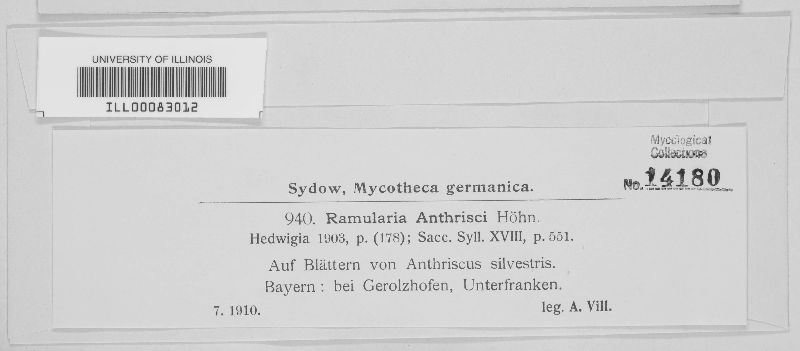 UNIVERSITY OF ILLINOIS
ILL00083012
Mycological
Collections
No. 14180
Sydow, Mycotheca germanica.
940. Ramularia Anthrisci Höhn.
Hedwigia 1903, p. (178); Sacc. Syll. XVIII, p. 551.
Auf Blättern von Anthriscus silvestris.
Bayern: bei Gerolzhofen, Unterfranken.
7. 1910. leg. A. Vill.